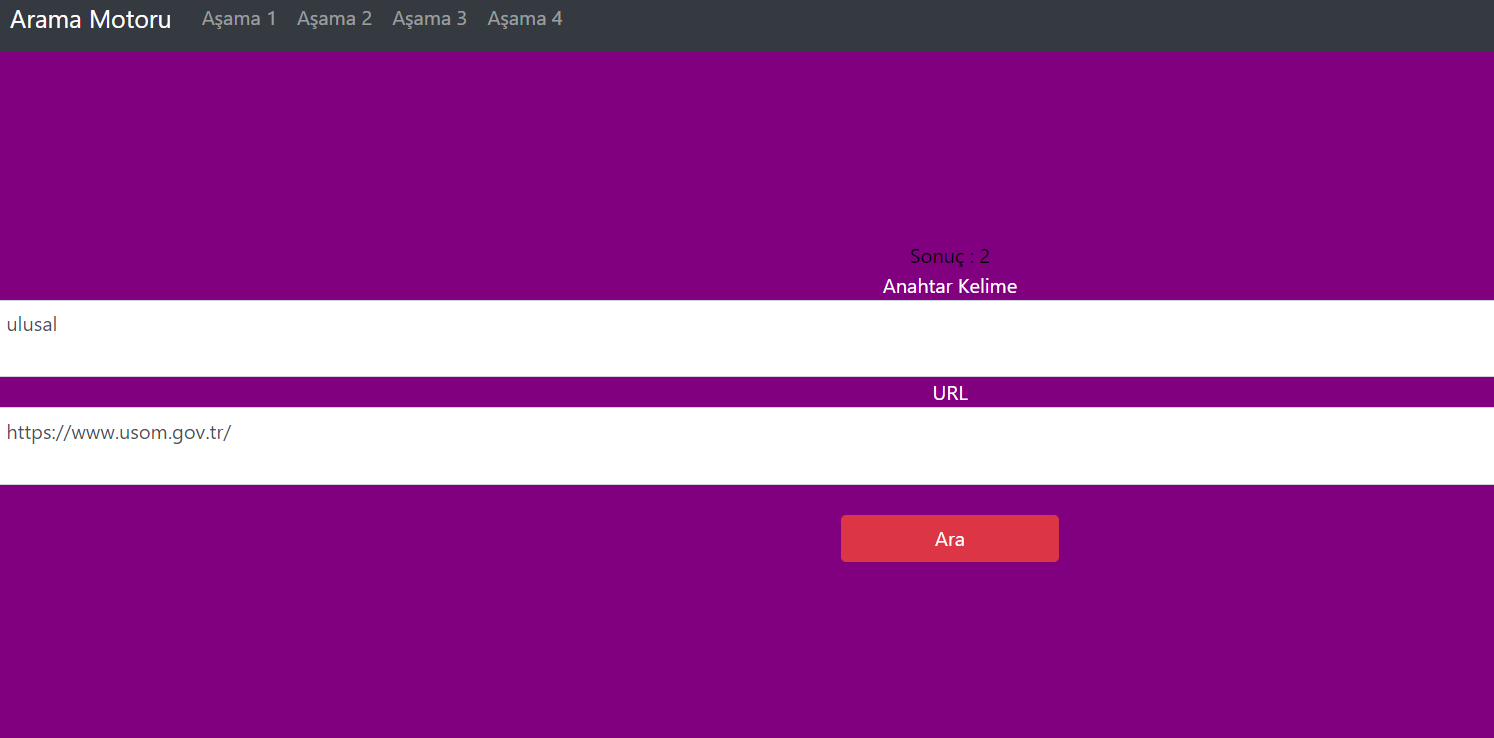 Arama Motoru Aşama 1 Aşama 2 Aşama 3 Aşama 4
Sonuç : 2
Anahtar Kelime
ulusal
URL
https://www.usom.gov.tr/
Ara